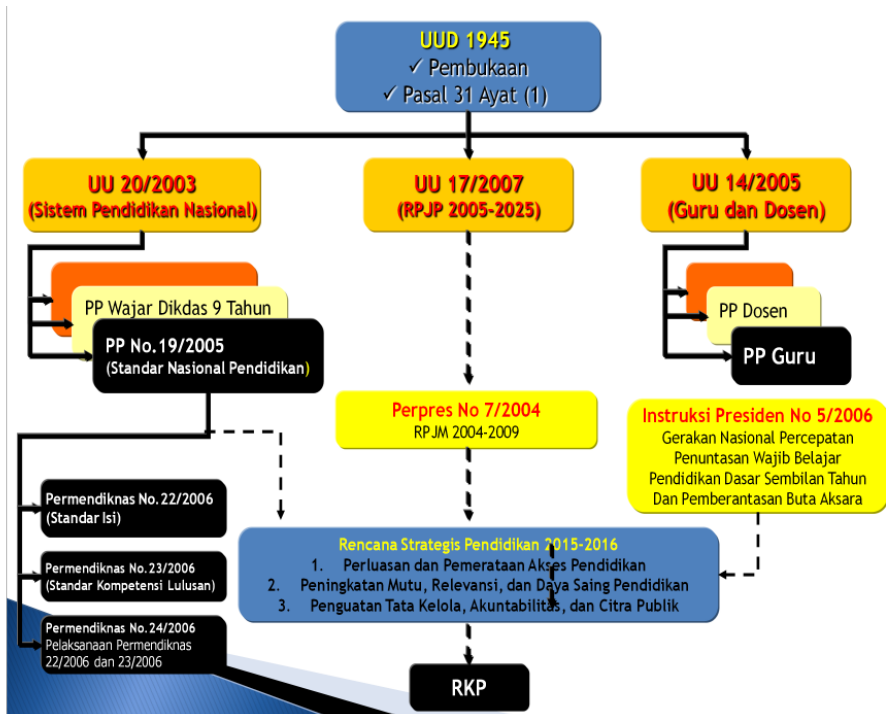 UUD 1945
✓ Pembukaan
✓ Pasal 31 Ayat (1)
UU 20/2003
(Sistem Pendidikan Nasional)
UU 17/2007
(RPJP 2005-2025)
UU 14/2005
(Guru dan Dosen)
PP Wajar Dikdas 9 Tahun
PP No.19/2005
(Standar Nasional Pendidikan)
PP Dosen
PP Guru
Perpres No 7/2004
RPJM 2004-2009
Instruksi Presiden No 5/2006
Gerakan Nasional Percepatan
Penuntasan Wajib Belajar
Pendidikan Dasar Sembilan Tahun
Dan Pemberantasan Buta Aksara
Permendiknas No.22/2006
(Standar Isi)
Permendiknas No.23/2006
(Standar Kompetensi Lulusan)
Permendiknas No.24/2006
Pelaksanaan Permendiknas
22/2006 dan 23/2006
Rencana Strategis Pendidikan 2015-2016
1. Perluasan dan Pemerataan Akses Pendidikan
2. Peningkatan Mutu, Relevansi, dan Daya Saing Pendidikan
3. Penguatan Tata Kelola, Akuntabilitas, dan Citra Publik
RKP